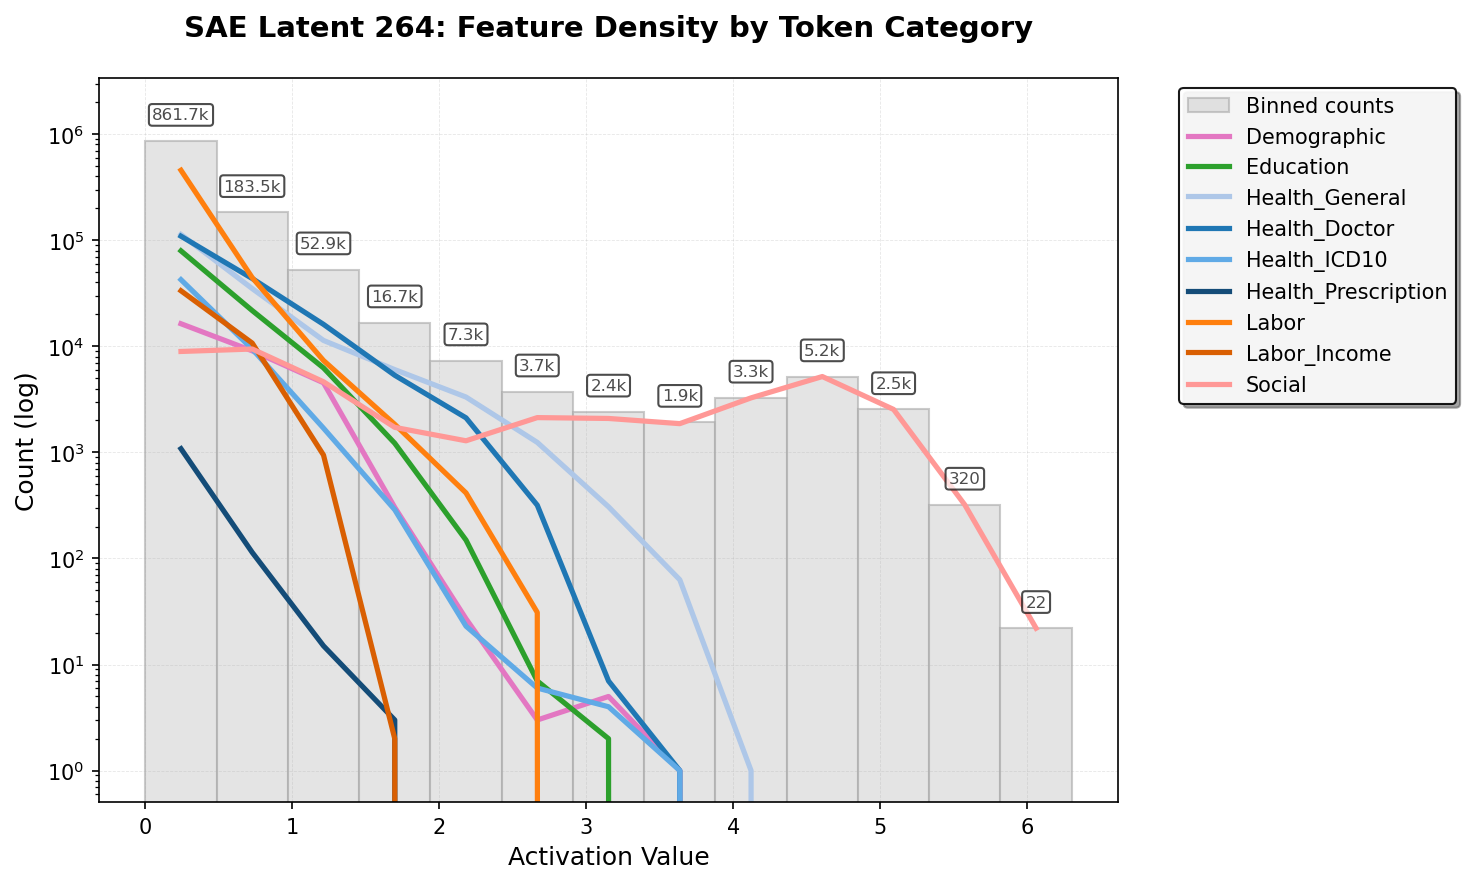 SAE Latent 264: Feature Density by Token Category
861.7k
183.5k
52.9k
16.7k
7.3k
3.7k
2.4k
1.9k
3.3k
5.2k
2.5k
320
22
Count (log)
10⁶
10⁵
10⁴
10³
10²
10¹
10⁰
0 1 2 3 4 5 6
Activation Value
Binned counts
Demographic
Education
Health_General
Health_Doctor
Health_ICD10
Health_Prescription
Labor
Labor_Income
Social